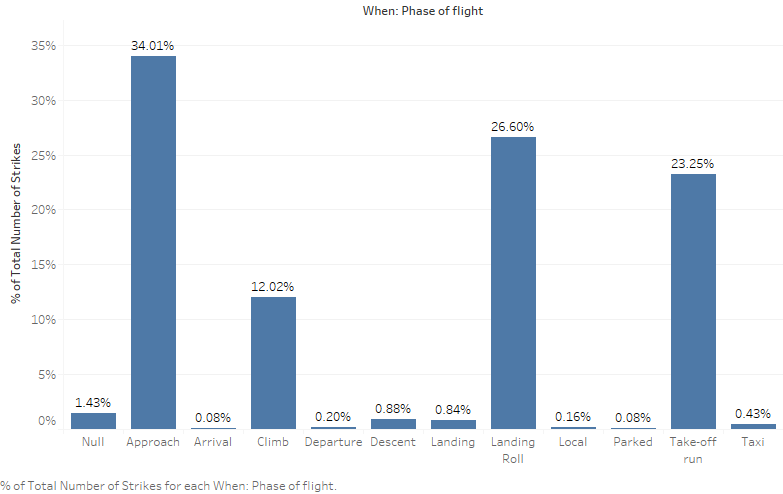 When: Phase of flight
% of Total Number of Strikes
35%
30%
25%
20%
15%
10%
5%
0%
1.43%
34.01%
0.08%
12.02%
0.20%
0.88%
0.84%
26.60%
0.16%
0.08%
23.25%
0.43%
Null
Approach
Arrival
Climb
Departure
Descent
Landing
Landing
Roll
Local
Parked
Take-off
run
Taxi
% of Total Number of Strikes for each When: Phase of flight.